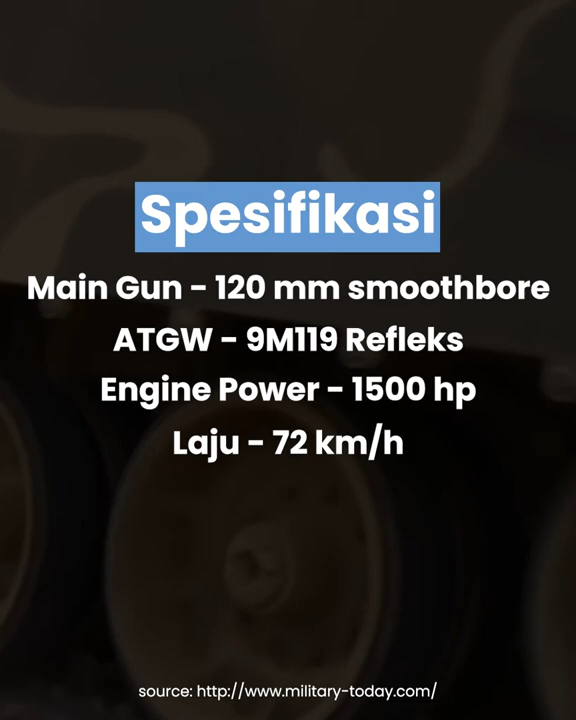 Spesifikasi
Main Gun - 120 mm smoothbore
ATGW - 9M119 Refleks
Engine Power - 1500 hp
Laju - 72 km/h
source: http://www.military-today.com/